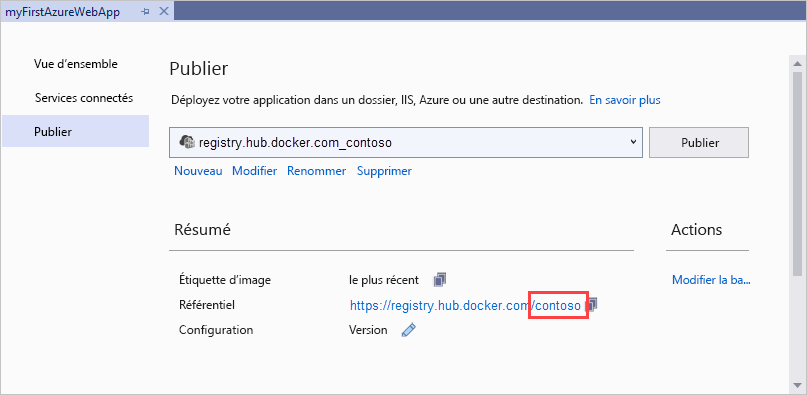 myFirstAzureWebApp
Vue d'ensemble
Services connectés
Publier
Publier
Déployez votre application dans un dossier, IIS, Azure ou une autre destination. En savoir plus
registry.hub.docker.com_contoso
Publier
Nouveau Modifier Renommer Supprimer
Résumé
Actions
Étiquette d'image le plus récent
Modifier la ba...
Référentiel https://registry.hub.docker.com/contoso
Configuration Version